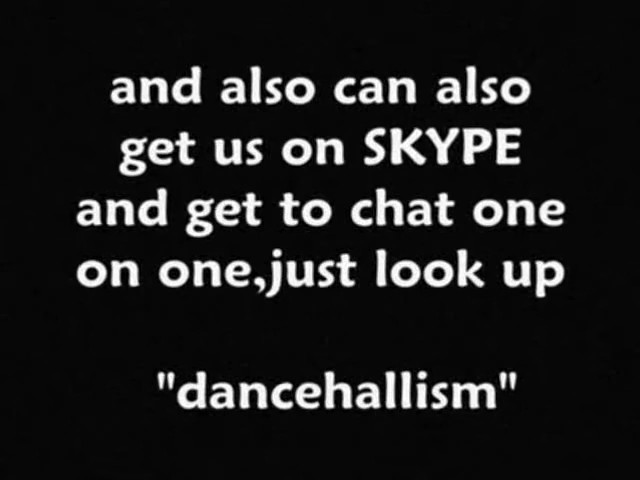 and also can also
get us on SKYPE
and get to chat one
on one,just look up
"dancehallism"